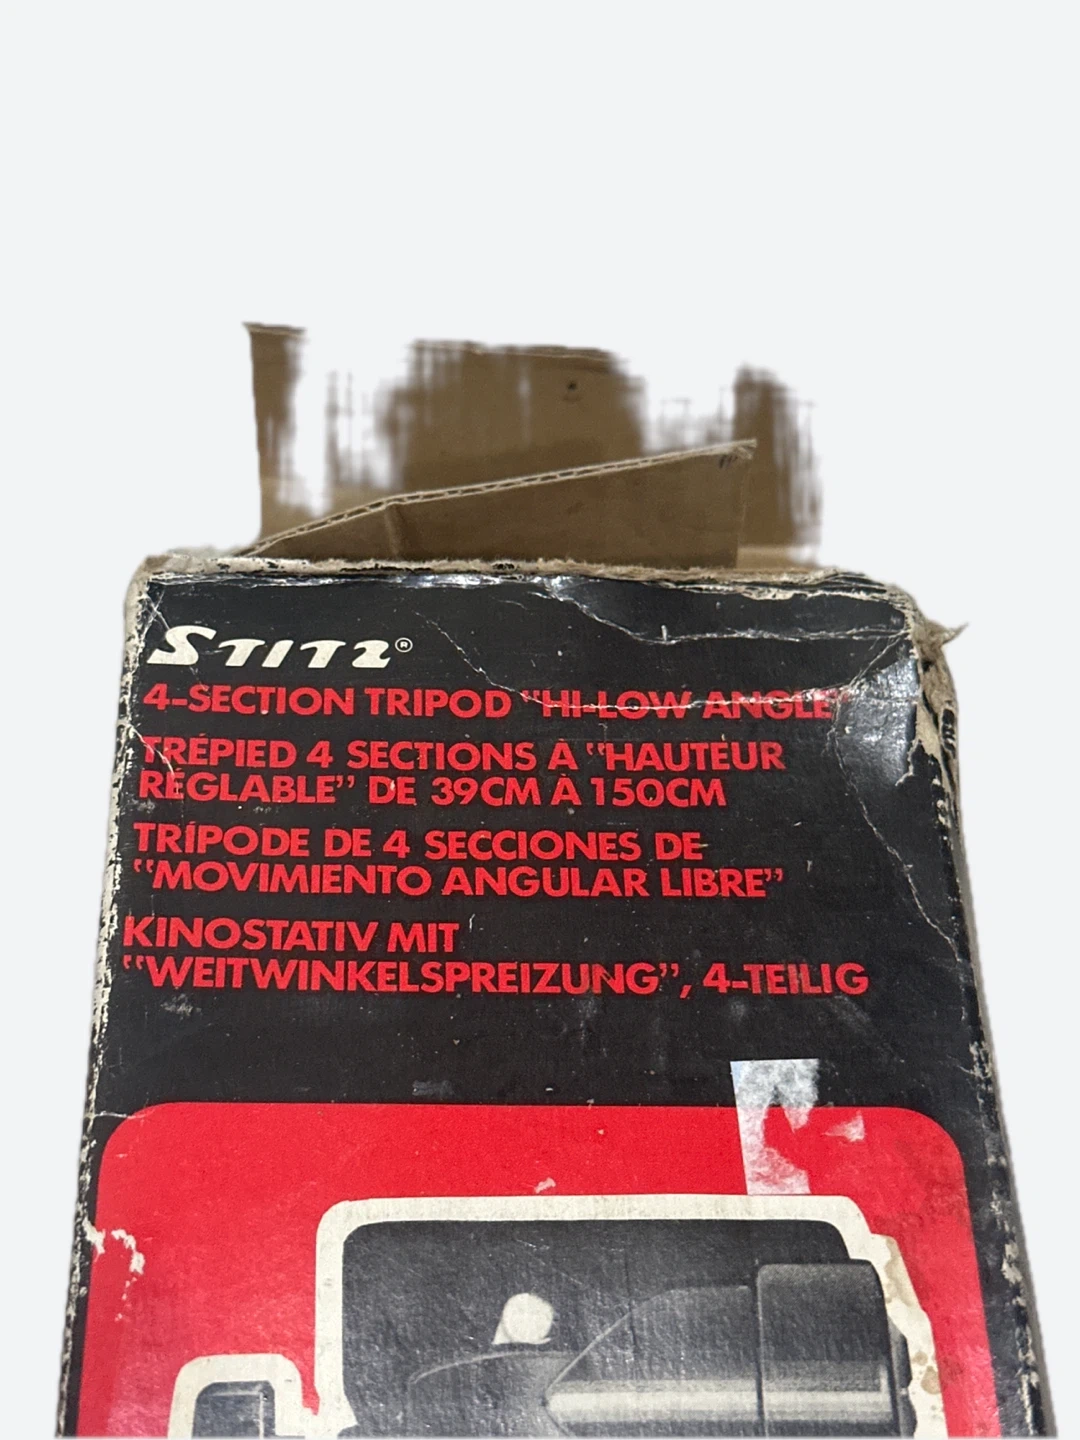 STITZ®
4-SECTION TRIPOD "HI-LOW ANGLE"
TRÉPIED 4 SECTIONS À "HAUTEUR
RÉGLABLE" DE 39CM À 150CM
TRÍPODE DE 4 SECCIONES DE
"MOVIMIENTO ANGULAR LIBRE"
KINOSTATIV MIT
"WEITWINKELSPREIZUNG", 4-TEILIG